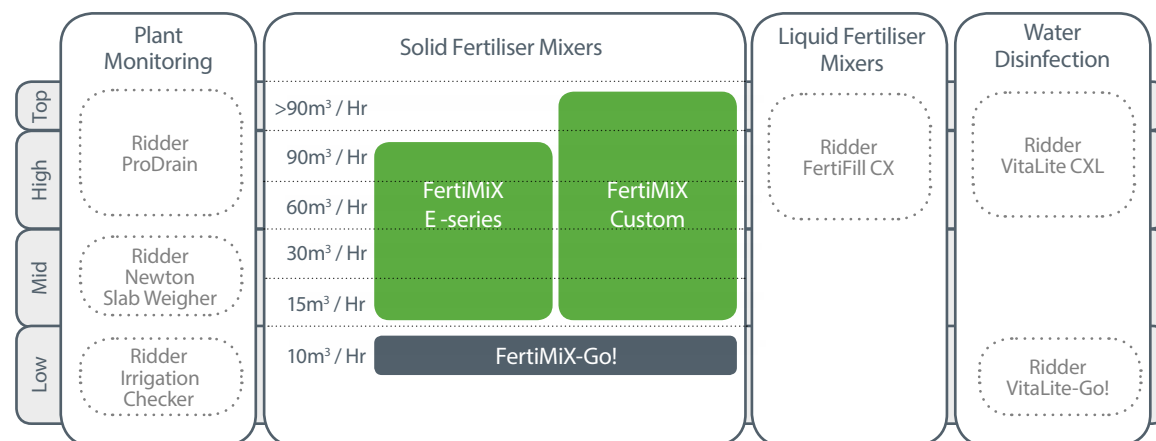 Plant
Monitoring
Solid Fertiliser Mixers
Liquid Fertiliser
Mixers
Water
Disinfection
Top
High
Mid
Low
Ridder
ProDrain
Ridder
Newton
Slab Weigher
Ridder
Irrigation
Checker
>90m³ / Hr
90m³ / Hr
60m³ / Hr
30m³ / Hr
15m³ / Hr
10m³ / Hr
FertiMiX
E -series
FertiMiX
Custom
FertiMiX-Go!
Ridder
FertiFill CX
Ridder
VitaLite CXL
Ridder
VitaLite-Go!